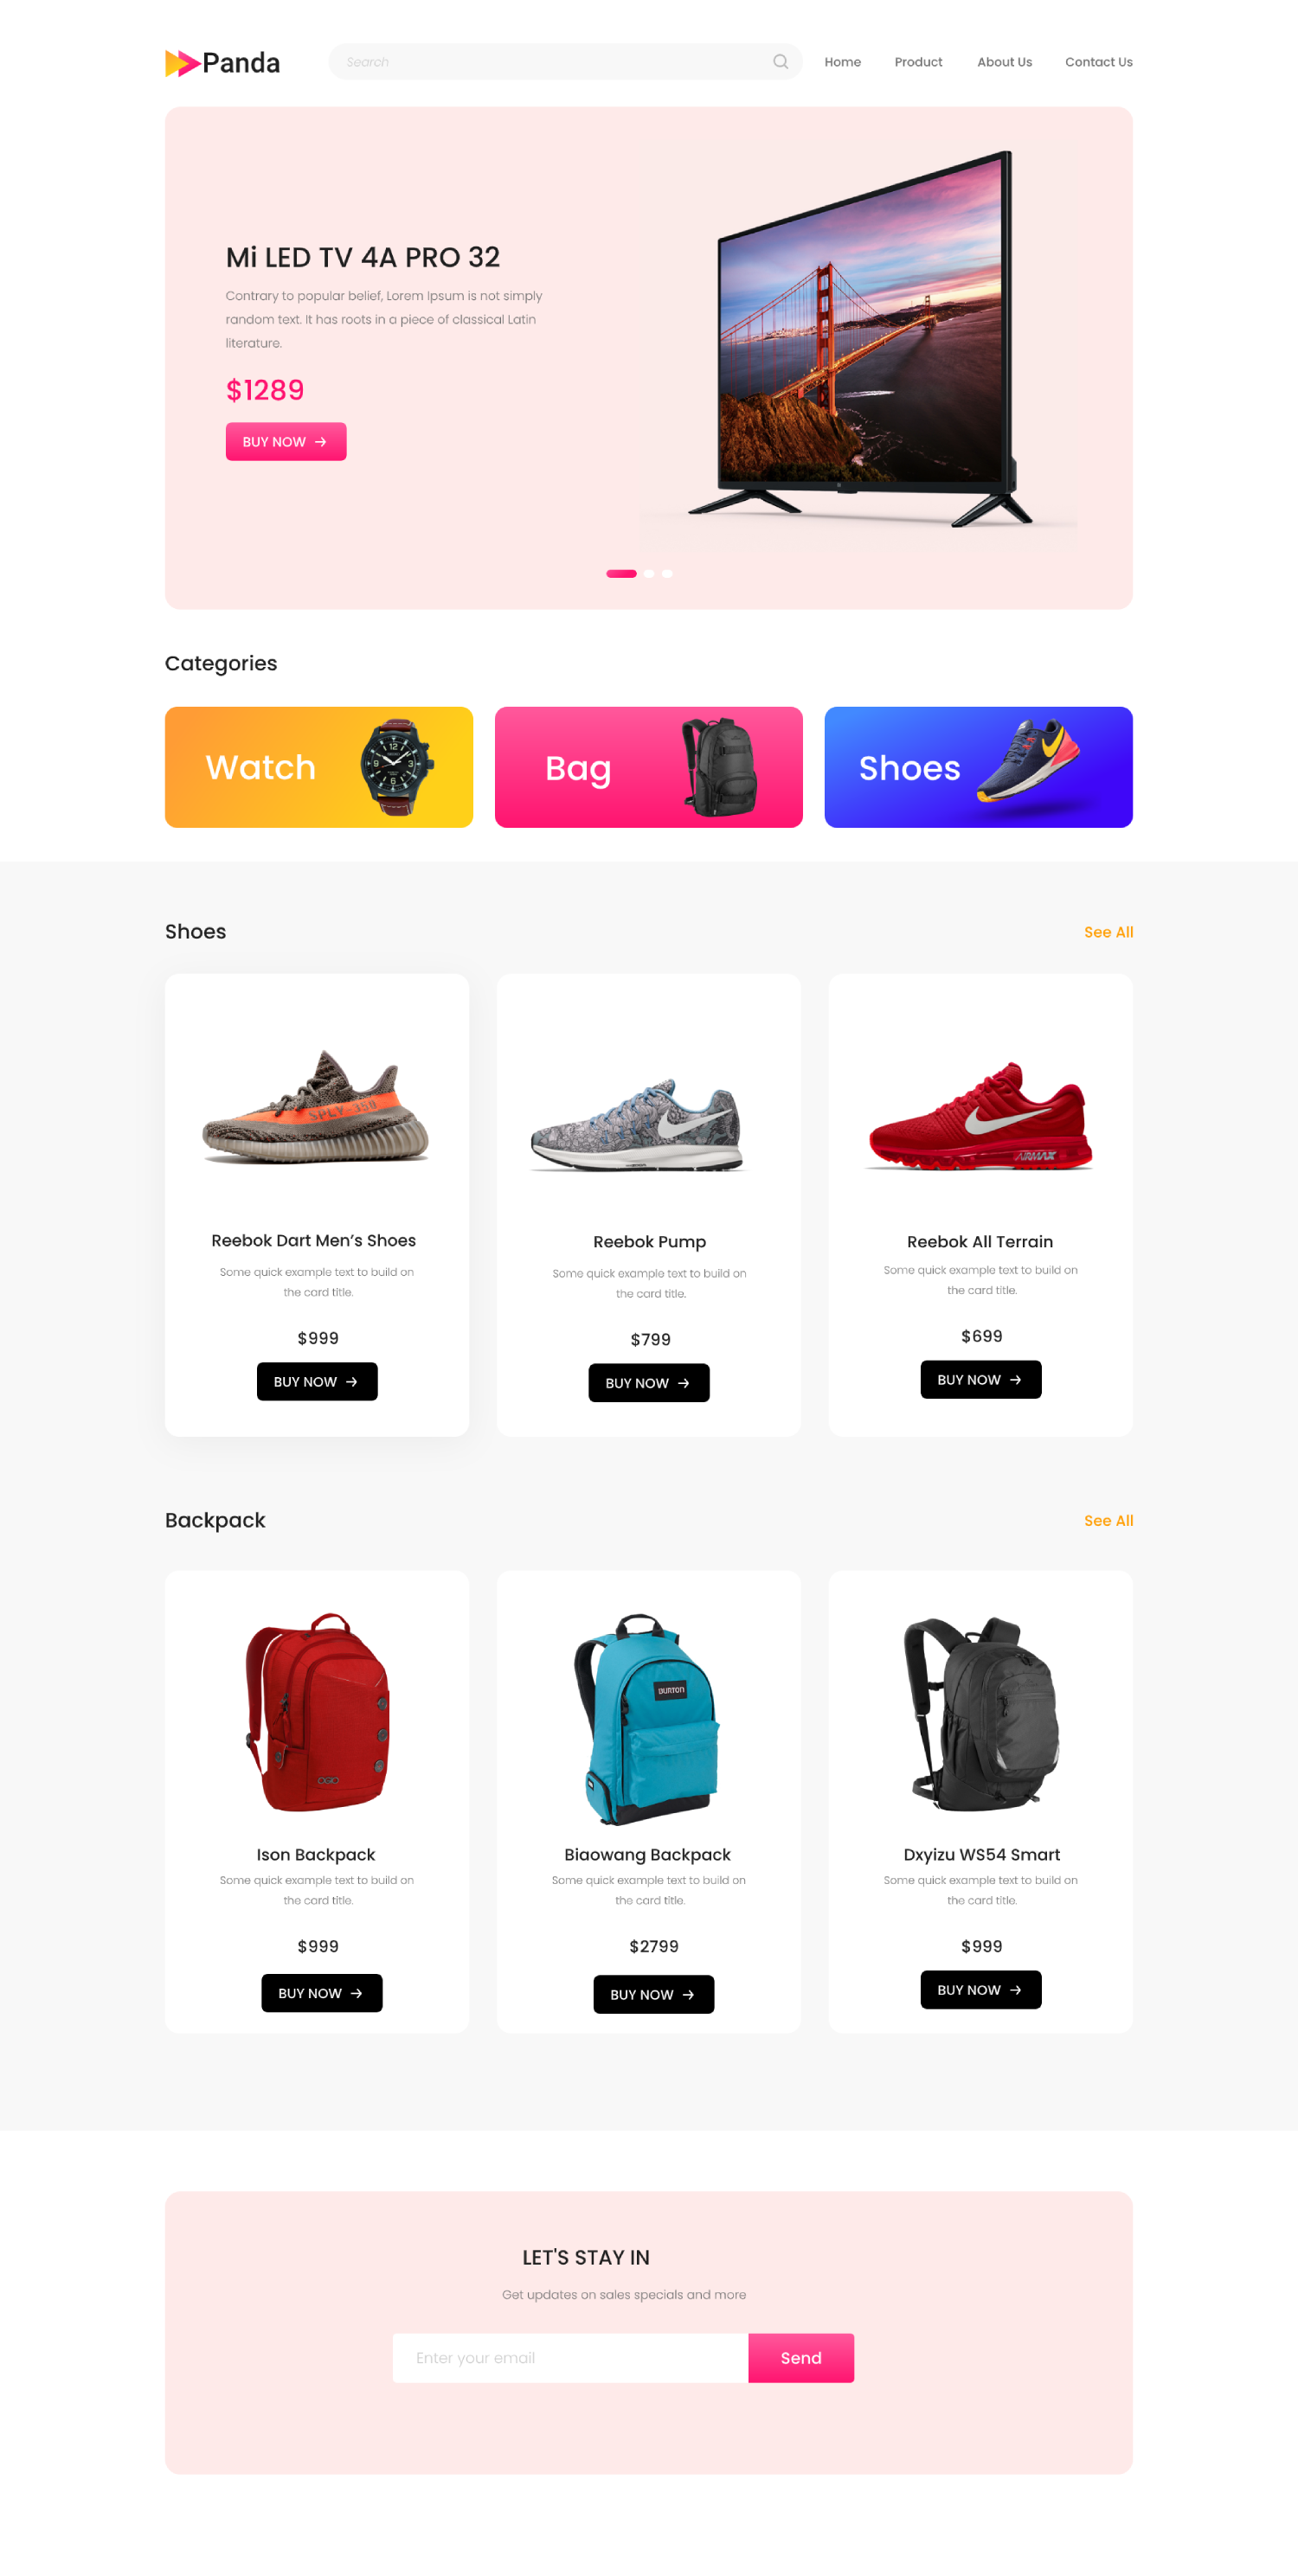 Panda
Search
Home
Product
About Us
Contact Us
Mi LED TV 4A PRO 32
Contrary to popular belief, Lorem Ipsum is not simply
random text. It has roots in a piece of classical Latin
literature.
$1289
BUY NOW →
Categories
Watch
Bag
Shoes
Shoes
See All
SPLY-350
AIRMAX
Reebok Dart Men’s Shoes
Some quick example text to build on
the card title.
$999
BUY NOW →
Reebok Pump
Some quick example text to build on
the card title.
$799
BUY NOW →
Reebok All Terrain
Some quick example text to build on
the card title.
$699
BUY NOW →
Backpack
See All
OGIO
BURTON
Ison Backpack
Some quick example text to build on
the card title.
$999
BUY NOW →
Biaowang Backpack
Some quick example text to build on
the card title.
$2799
BUY NOW →
Dxyizu WS54 Smart
Some quick example text to build on
the card title.
$999
BUY NOW →
LET'S STAY IN
Get updates on sales specials and more
Enter your email
Send